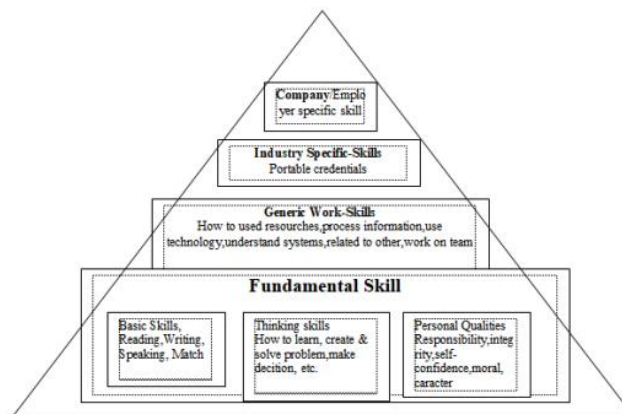 Company/Emplo
yer specific skill
Industry Specific-Skills
Portable credentials
Generic Work-Skills
How to used resourches,process information,use
technology,understand systems,related to other,work on team
Fundamental Skill
Basic Skills,
Reading,Writing,
Speaking, Match
Thinking skills
How to learn, create &
solve problem,make
decition, etc.
Personal Qualities
Responsibility,integ
rity,self-
confidence,moral,
caracter